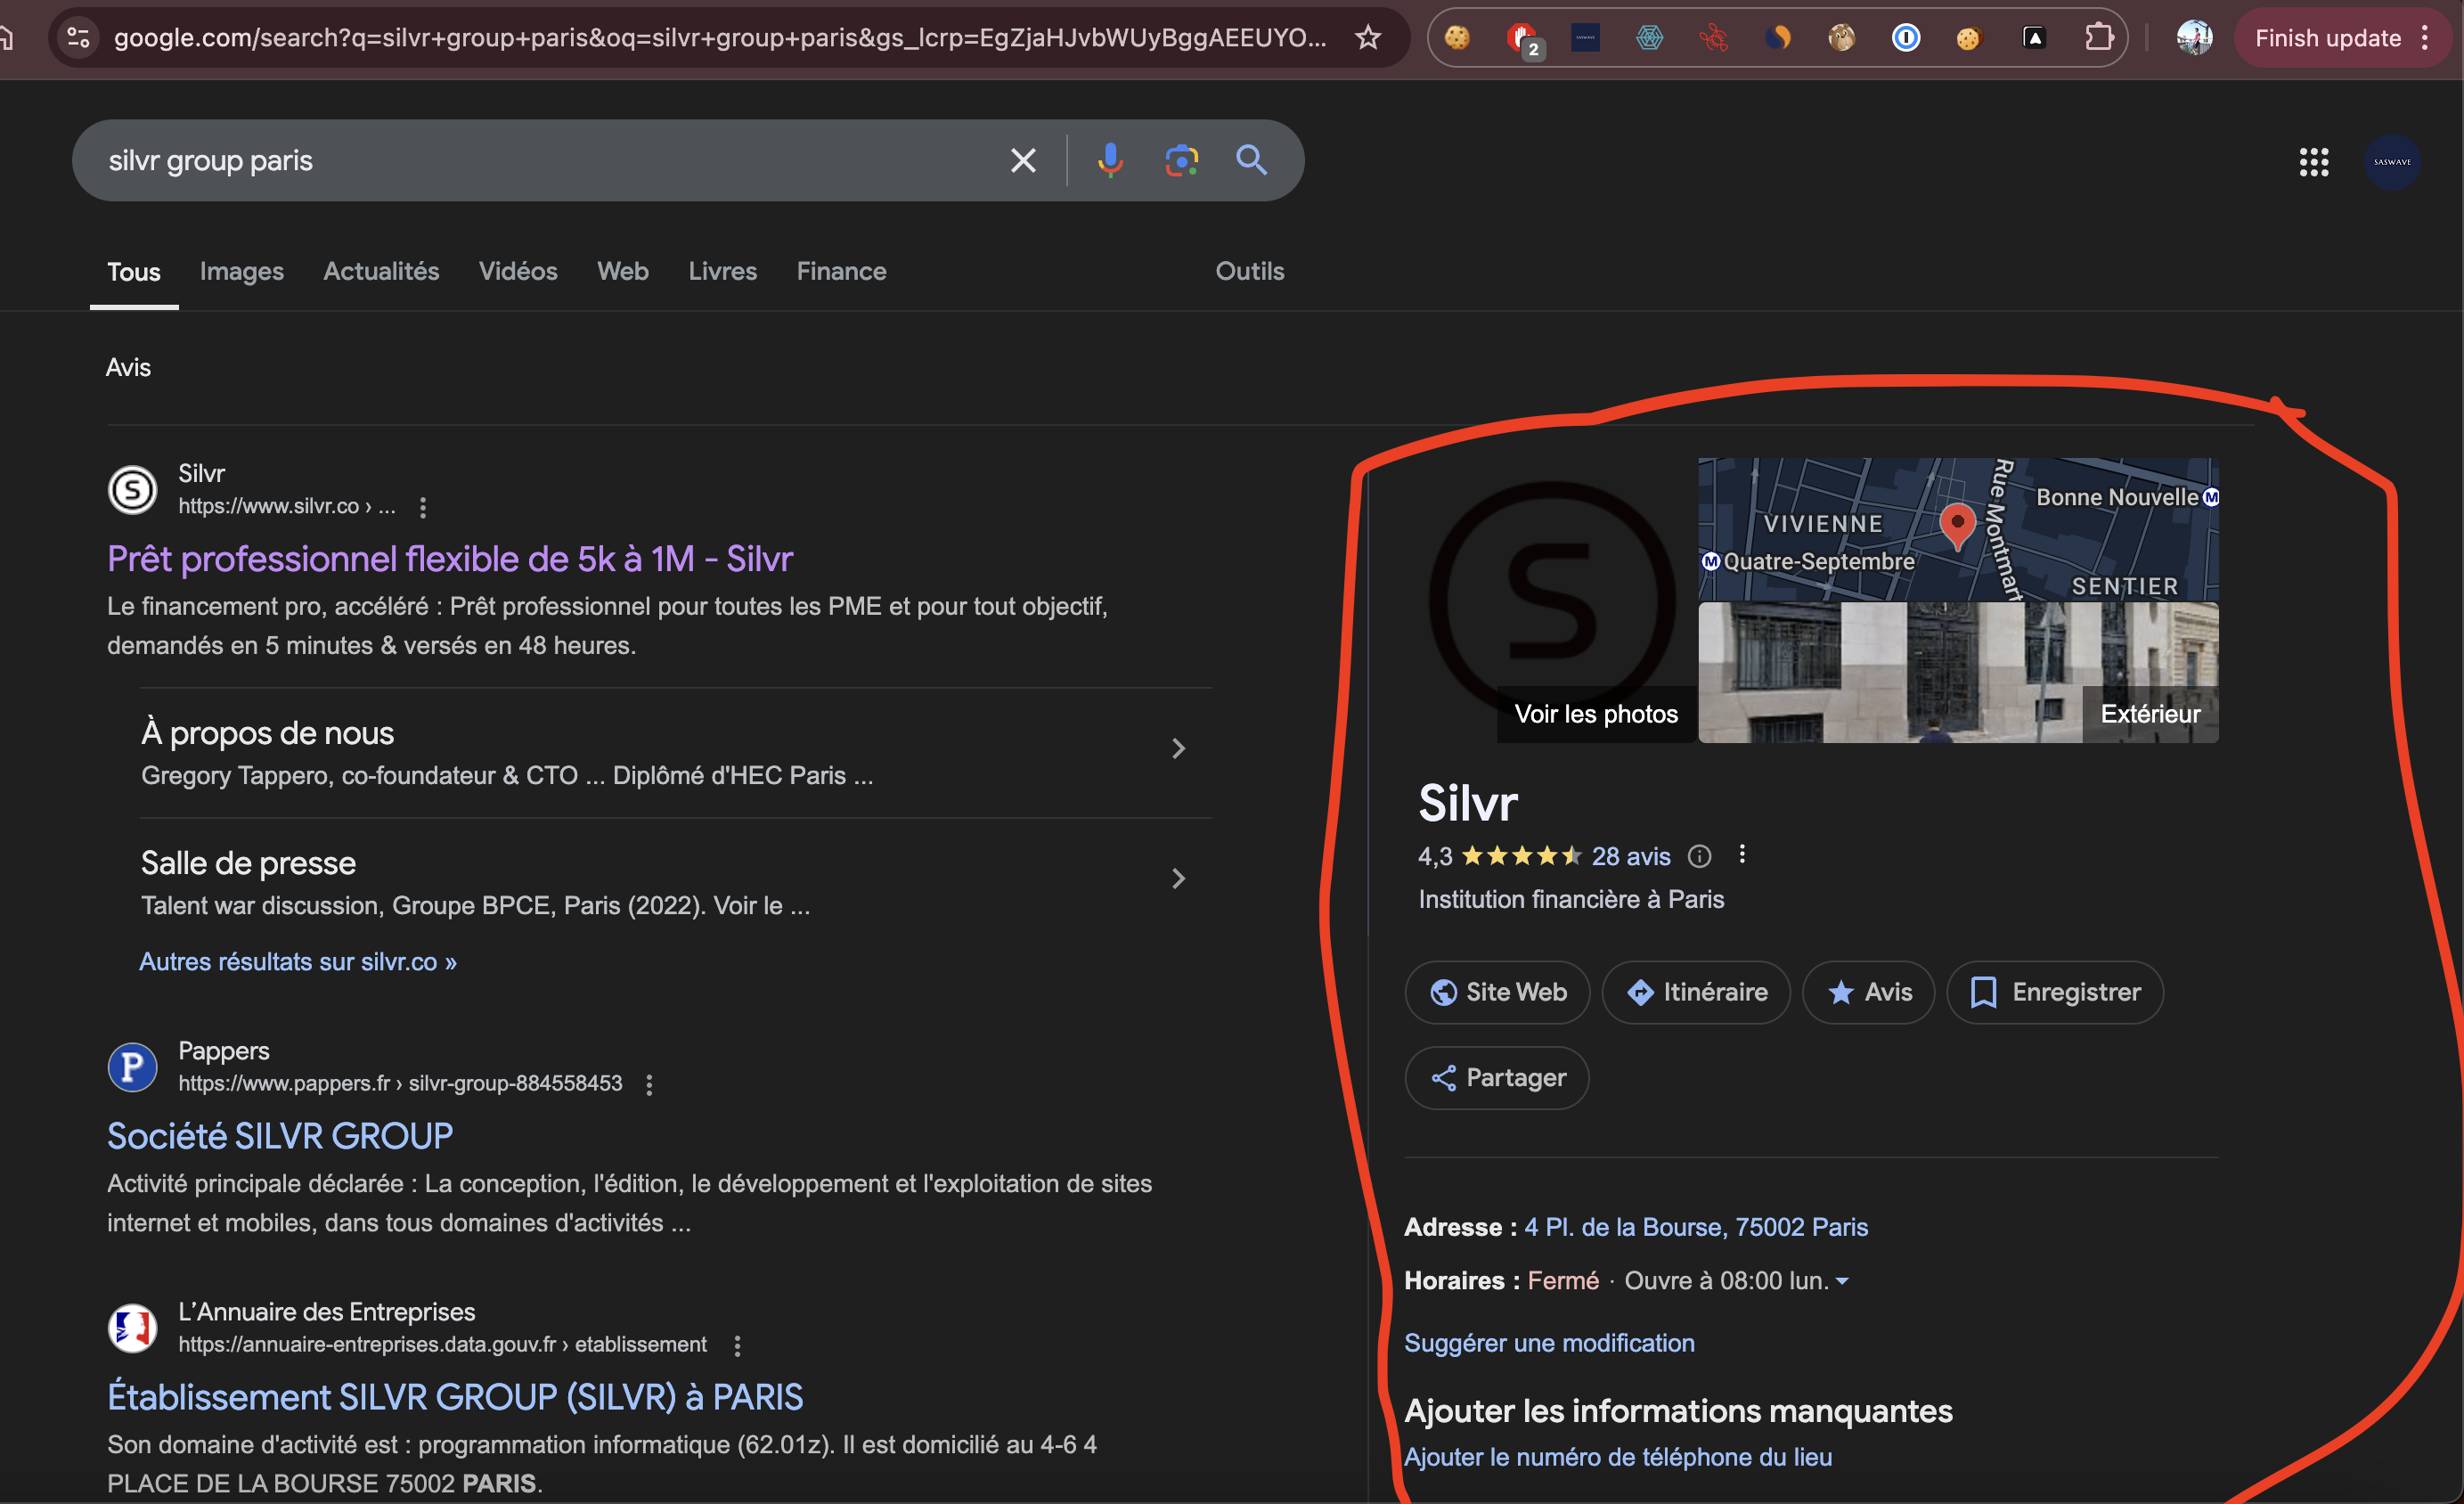 google.com/search?q=silvr+group+paris&oq=silvr+group+paris&gs_lcrp=EgZjaHJvbWUyBggAEEUYO...
2
Finish update
silvr group paris
SASWAVE
Tous
Images
Actualités
Vidéos
Web
Livres
Finance
Outils
Avis
Silvr
https://www.silvr.co › ...
Prêt professionnel flexible de 5k à 1M - Silvr
Le financement pro, accéléré : Prêt professionnel pour toutes les PME et pour tout objectif,
demandés en 5 minutes & versés en 48 heures.
À propos de nous
Gregory Tappero, co-foundateur & CTO ... Diplômé d'HEC Paris ...
Salle de presse
Talent war discussion, Groupe BPCE, Paris (2022). Voir le ...
Autres résultats sur silvr.co »
Pappers
https://www.pappers.fr › silvr-group-884558453
Société SILVR GROUP
Activité principale déclarée : La conception, l'édition, le développement et l'exploitation de sites
internet et mobiles, dans tous domaines d'activités ...
L'Annuaire des Entreprises
https://annuaire-entreprises.data.gouv.fr › etablissement
Établissement SILVR GROUP (SILVR) à PARIS
Son domaine d'activité est : programmation informatique (62.01z). Il est domicilié au 4-6 4
PLACE DE LA BOURSE 75002 PARIS.
S
Voir les photos
Rue Montmart
Bonne Nouvelle M
VIVIENNE
M Quatre-Septembre
SENTIER
Extérieur
Silvr
4,3 28 avis
Institution financière à Paris
Site Web
Itinéraire
Avis
Enregistrer
Partager
Adresse : 4 Pl. de la Bourse, 75002 Paris
Horaires : Fermé · Ouvre à 08:00 lun.
Suggérer une modification
Ajouter les informations manquantes
Ajouter le numéro de téléphone du lieu